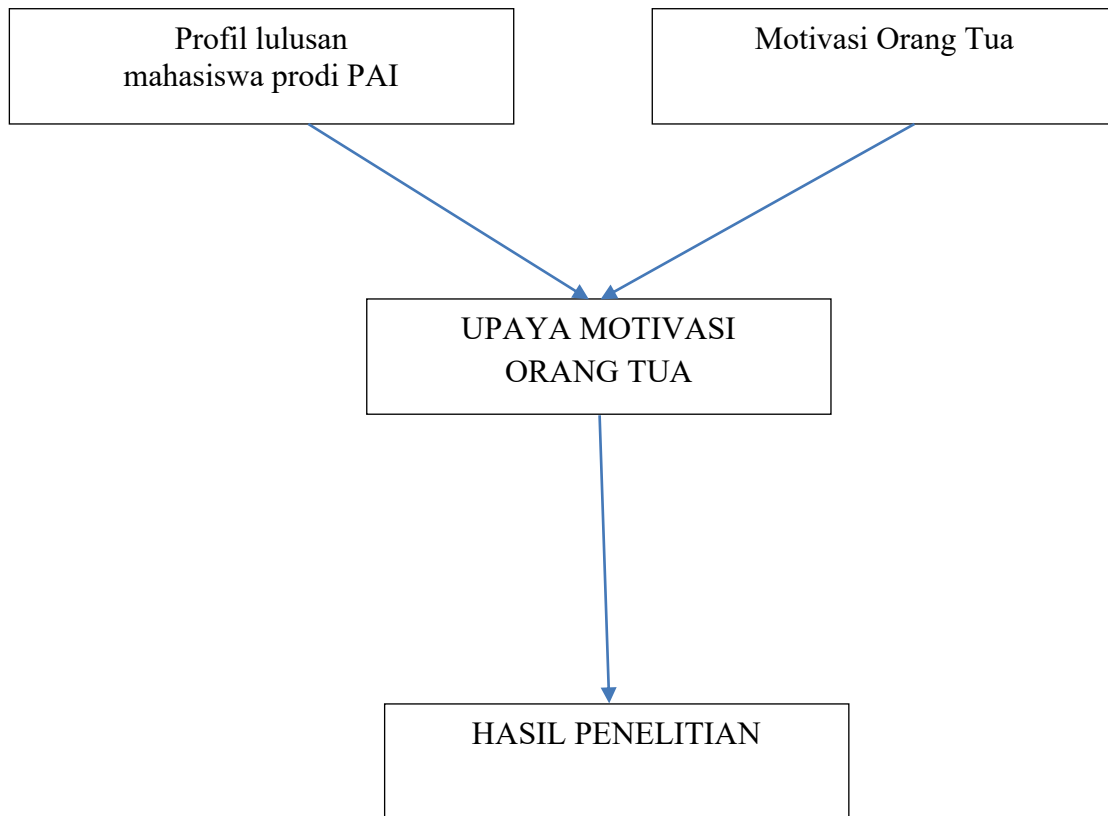 Profil lulusan
mahasiswa prodi PAI
Motivasi Orang Tua
UPAYA MOTIVASI
ORANG TUA
HASIL PENELITIAN